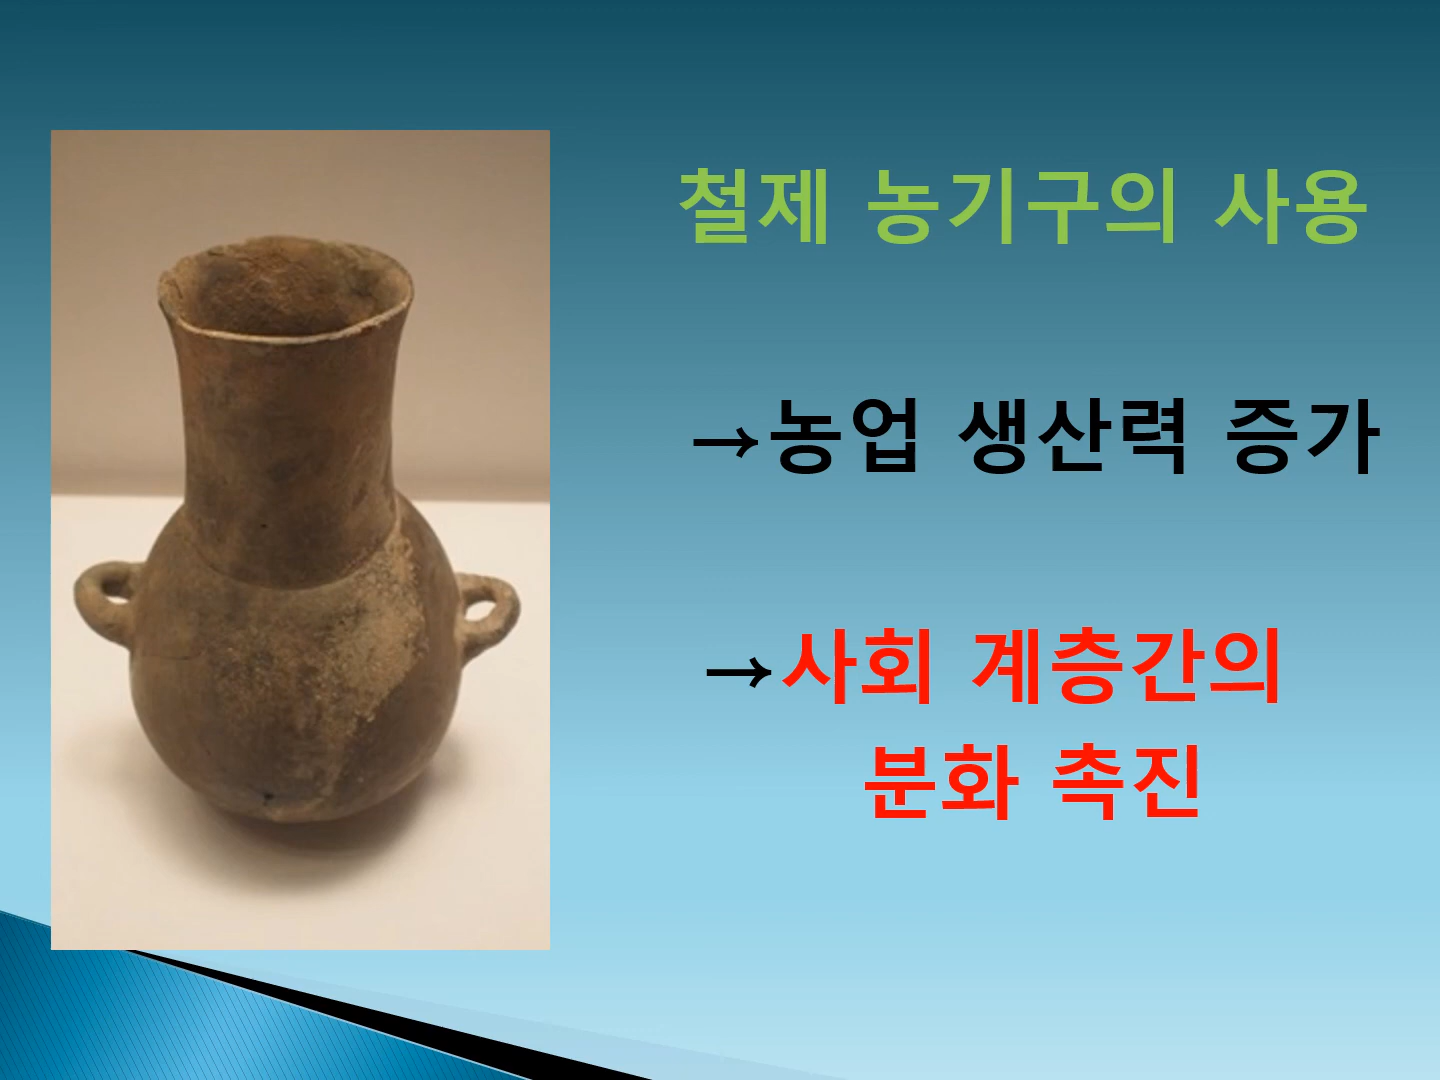 철제 농기구의 사용
→농업 생산력 증가
→사회 계층간의
분화 촉진